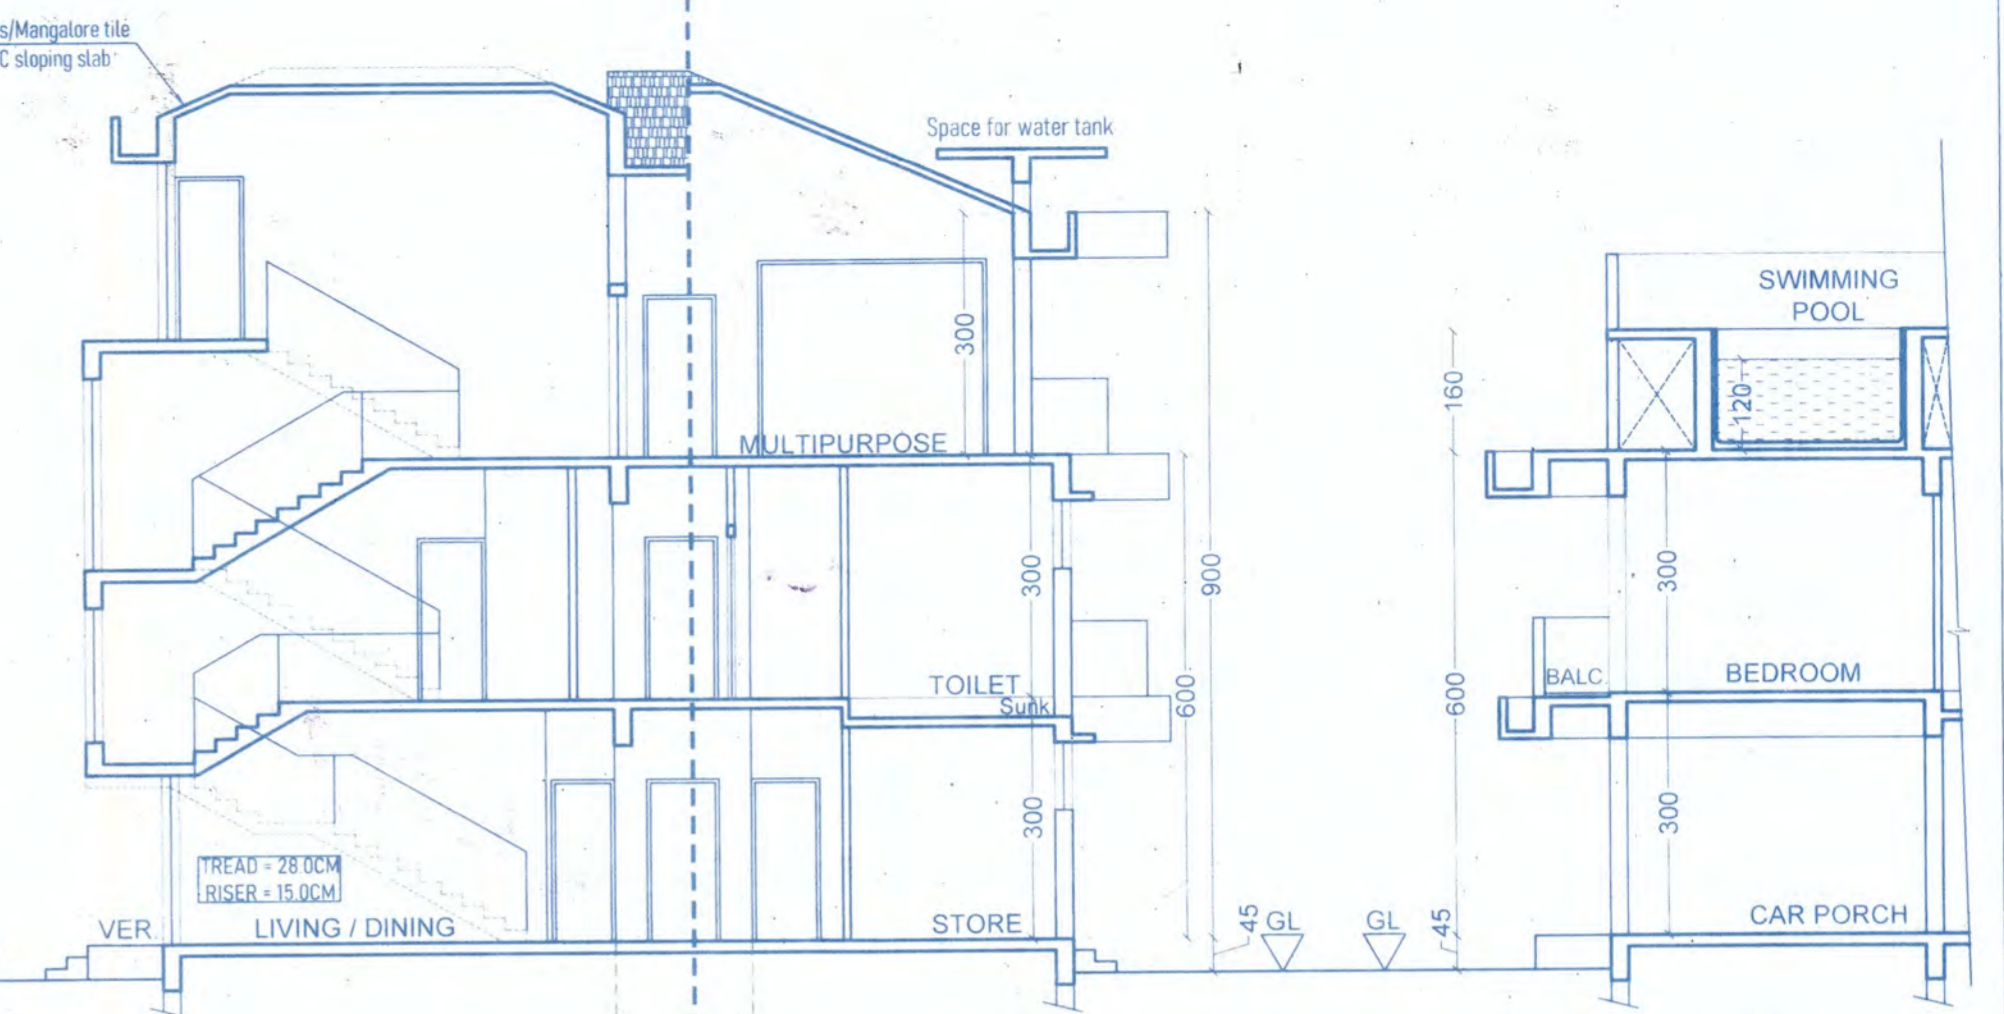 s/Mangalore tile
C sloping slab
Space for water tank
SWIMMING
POOL
300
160
120
MULTIPURPOSE
300
900
300
TOILET
Sunk
600
600
BALC.
BEDROOM
300
300
TREAD = 28.0CM
RISER = 15.0CM
VER.
LIVING / DINING
STORE
45
GL
GL
45
CAR PORCH